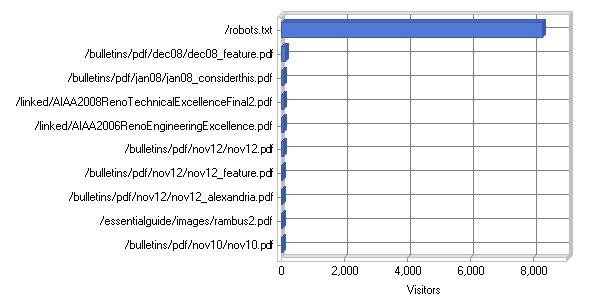 /robots.txt
/bulletins/pdf/dec08/dec08_feature.pdf
/bulletins/pdf/jan08/jan08_considerthis.pdf
/linked/AIAA2008RenoTechnicalExcellenceFinal2.pdf
/linked/AIAA2006RenoEngineeringExcellence.pdf
/bulletins/pdf/nov12/nov12.pdf
/bulletins/pdf/nov12/nov12_feature.pdf
/bulletins/pdf/nov12/nov12_alexandria.pdf
/essentialguide/images/rambus2.pdf
/bulletins/pdf/nov10/nov10.pdf
0 2,000 4,000 6,000 8,000
Visitors